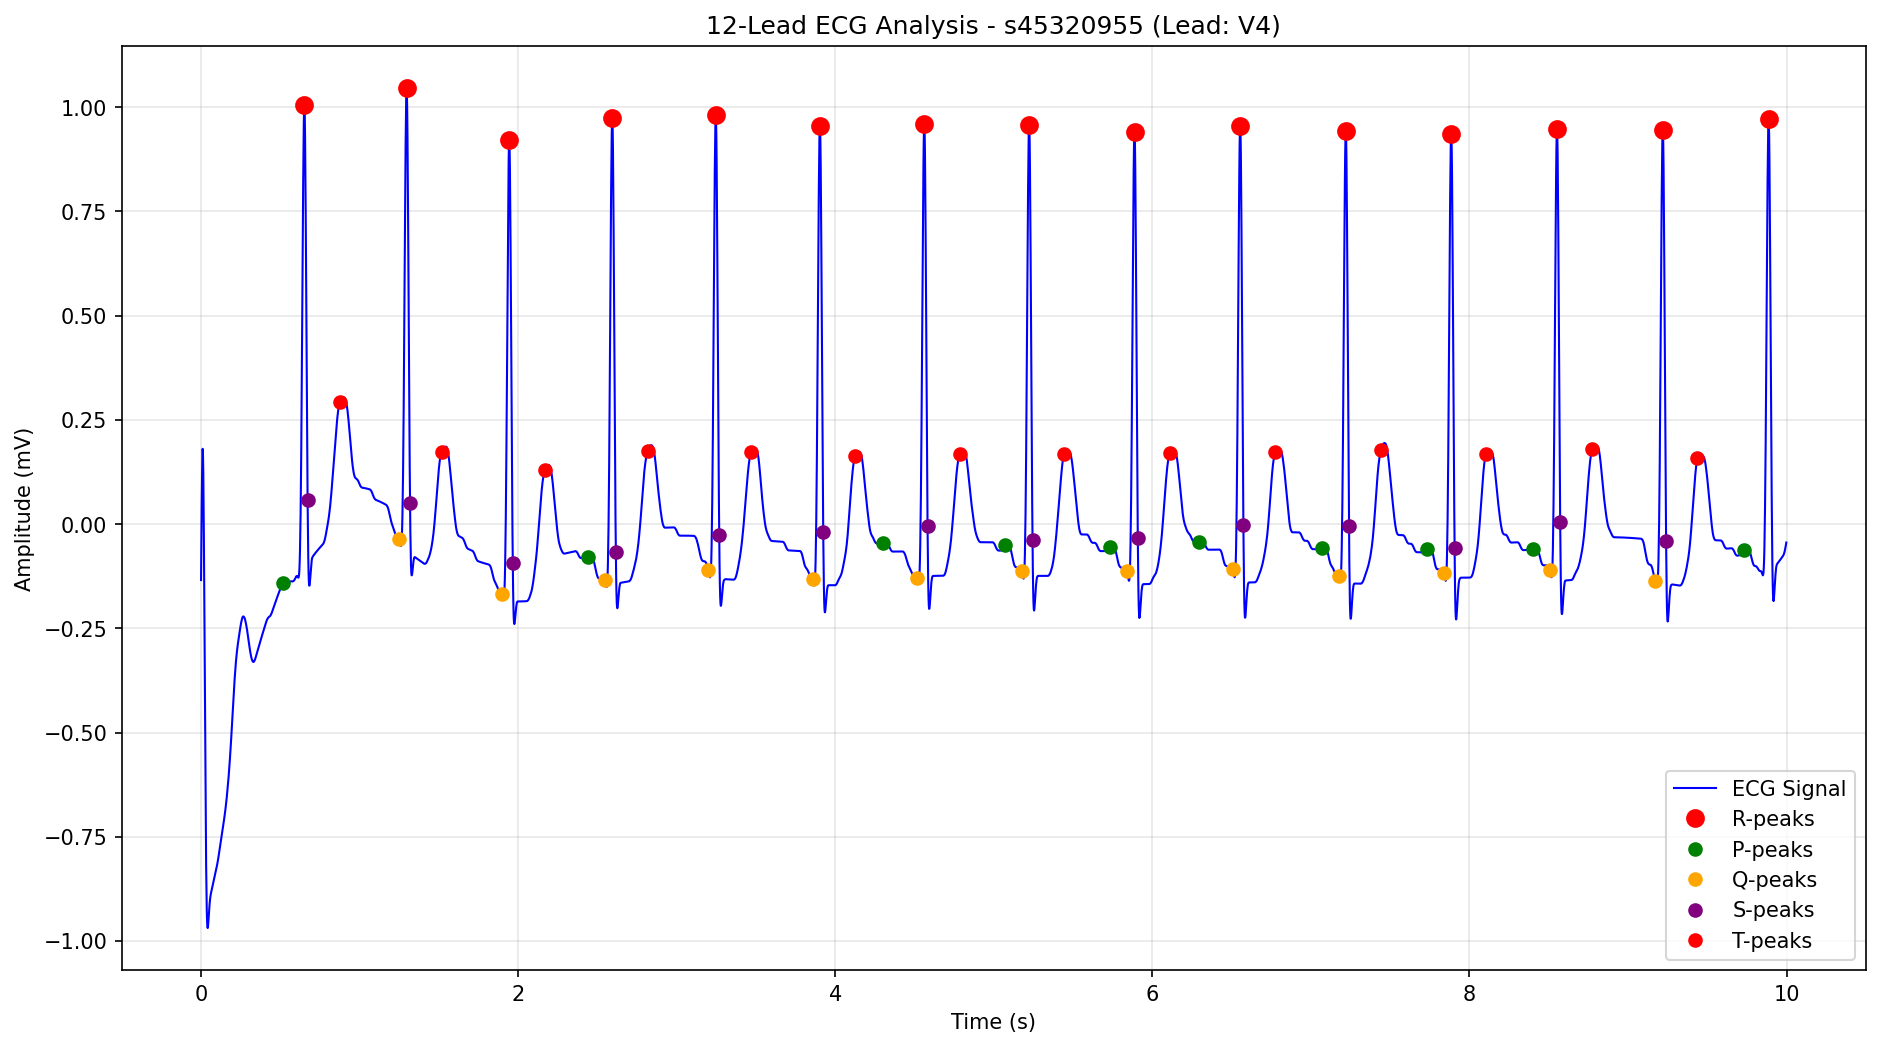 12-Lead ECG Analysis - s45320955 (Lead: V4)
Amplitude (mV)
1.00
0.75
0.50
0.25
0.00
−0.25
−0.50
−0.75
−1.00
0 2 4 6 8 10
Time (s)
ECG Signal
R-peaks
P-peaks
Q-peaks
S-peaks
T-peaks